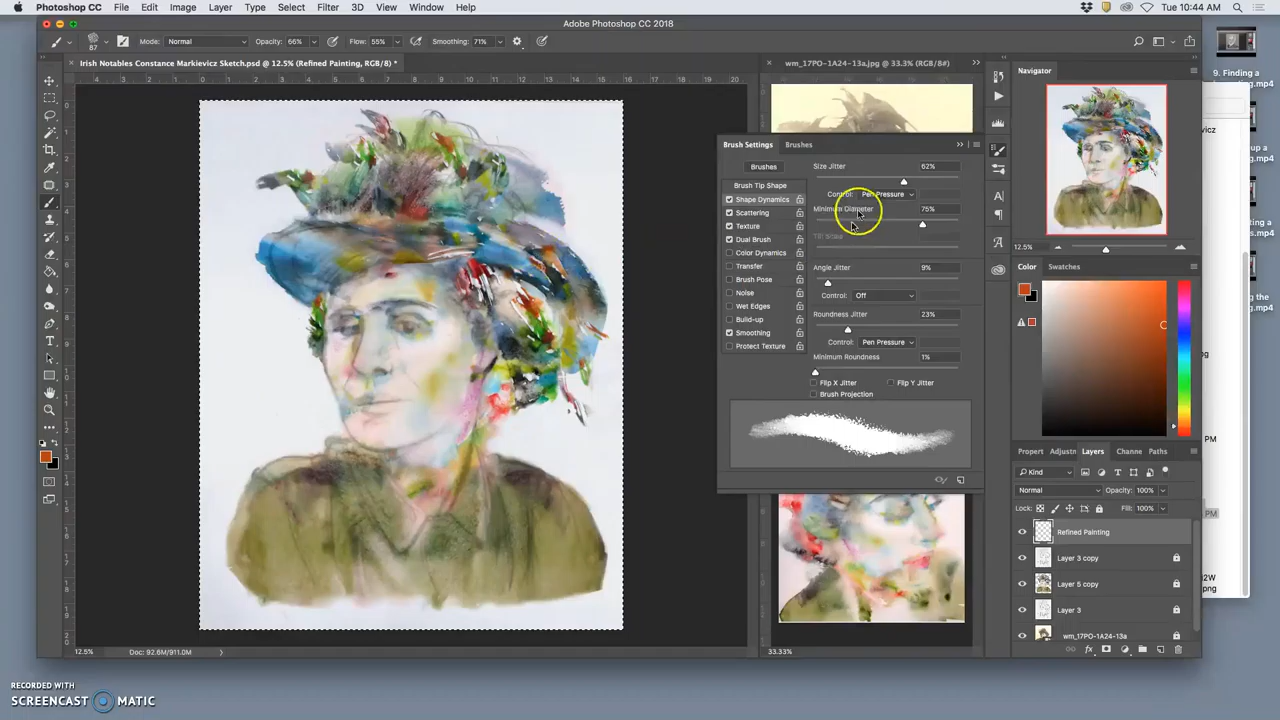 Photoshop CC File Edit Image Layer Type Select Filter 3D View Window Help Tue 10:44 AM
Adobe Photoshop CC 2018
87 Mode: Normal Opacity: 66% Flow: 55% Smoothing: 71%
Irish Notables Constance Markievicz Sketch.psd @ 12.5% (Refined Painting, RGB/8) * wm_17PO-1A24-13a.jpg @ 33.3% (RGB/8#)
Navigator
9. Finding a
Brush Settings Brushes
Brushes Size Jitter 62%
Brush Tip Shape
Control: Pen Pressure
Shape Dynamics
Minimum Diameter 75%
Scattering
Texture
Dual Brush
Color Dynamics
12.5%
Transfer
Angle Jitter 9%
Color Swatches
Brush Pose
Noise
Control: Off
Wet Edges
Build-up
Roundness Jitter 23%
Smoothing
Control: Pen Pressure
Protect Texture
Minimum Roundness 1%
Flip X Jitter Flip Y Jitter
Brush Projection
Propert Adjustn Layers Channe Paths
Kind
Normal Opacity: 100%
Lock: Fill: 100%
Refined Painting
Layer 3 copy
Layer 5 copy
Layer 3
wm_17PO-1A24-13a
12.5% Doc: 92.6M/911.0M 33.33%
RECORDED WITH
SCREENCAST MATIC